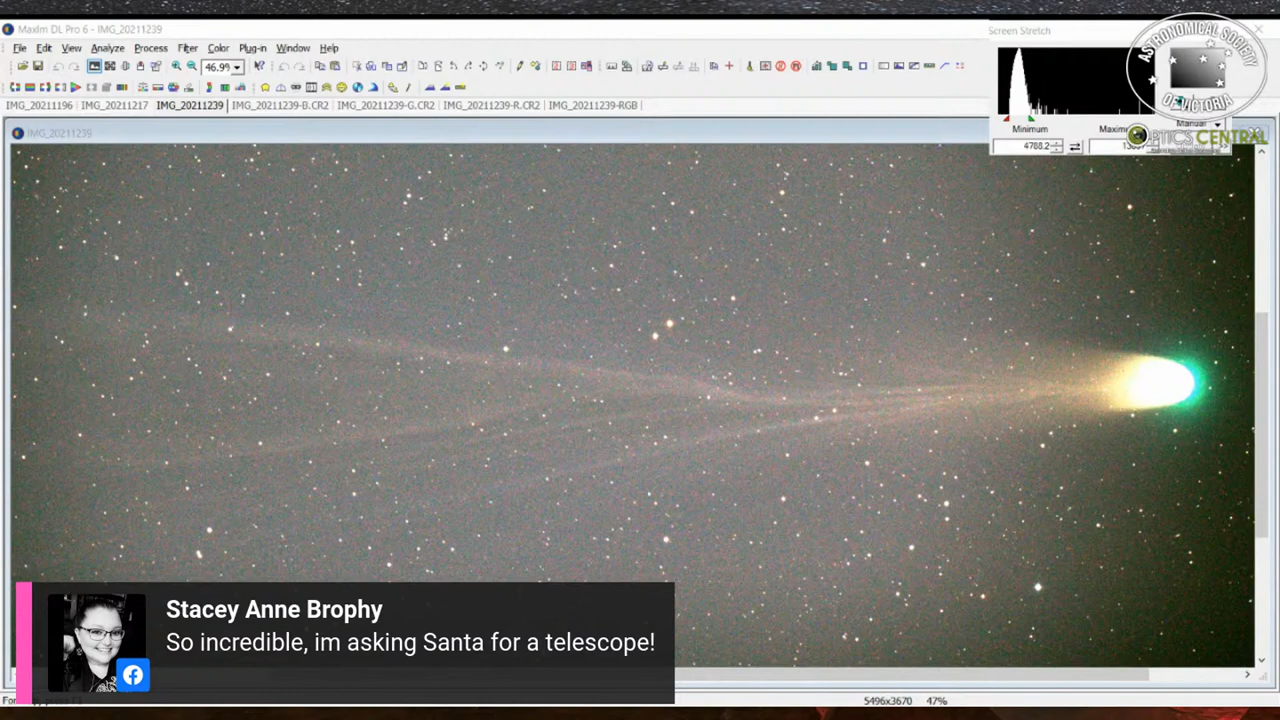 MaxIm DL Pro 6 - IMG_20211239
File Edit View Analyze Process Filter Color Plug-in Window Help
46.9%
IMG_20211196 IMG_20211217 IMG_20211239 IMG_20211239-B.CR2 IMG_20211239-G.CR2 IMG_20211239-R.CR2 IMG_20211239-RGB
IMG_20211239
Screen Stretch
ASTRONOMICAL SOCIETY
OF VICTORIA
Manual
Minimum
4788.2
OPTICS CENTRAL
Stacey Anne Brophy
So incredible, im asking Santa for a telescope!
5496x3670 47%